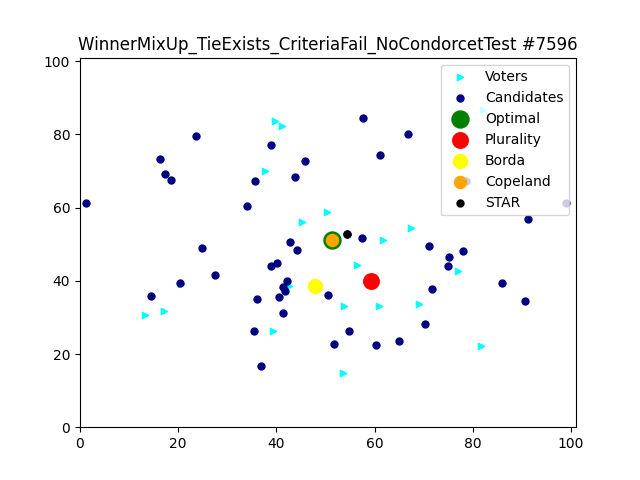 WinnerMixUp_TieExists_CriteriaFail_NoCondorcetTest #7596
100
80
60
40
20
0
0 20 40 60 80 100
Voters
Candidates
Optimal
Plurality
Borda
Copeland
STAR